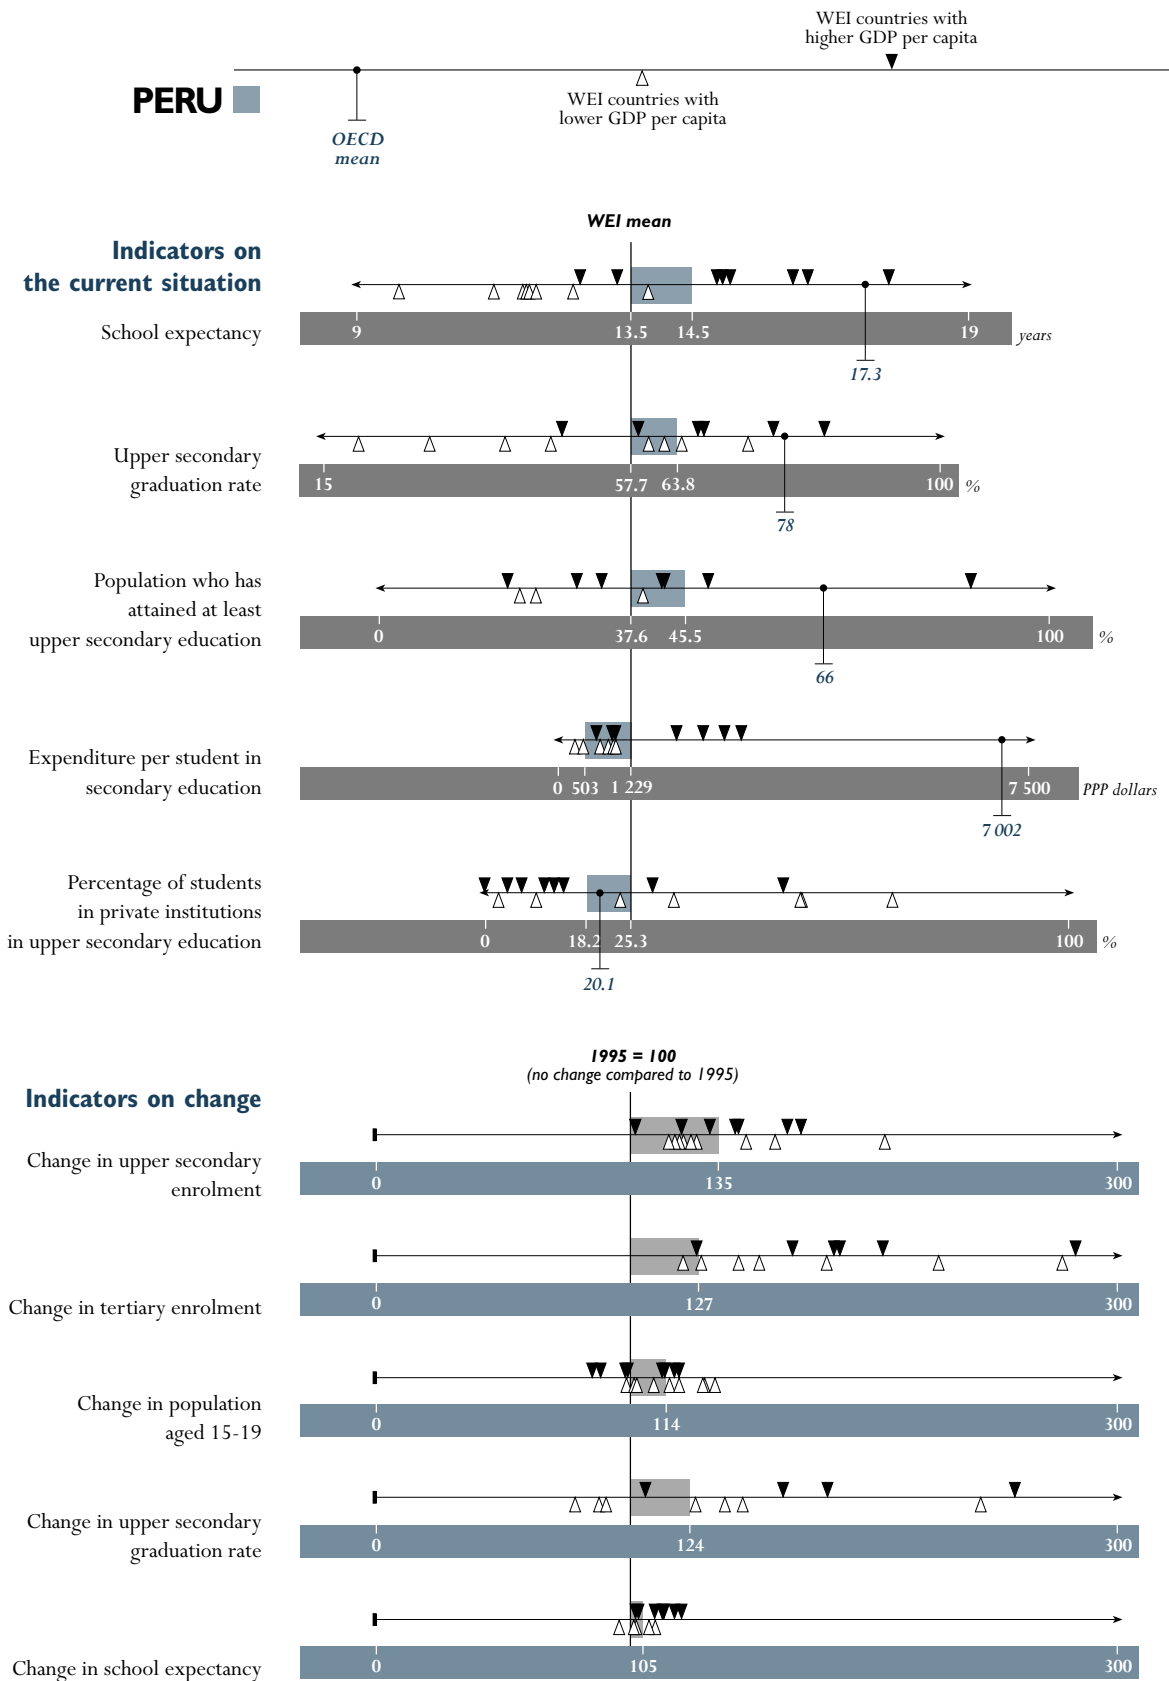 WEI countries with
higher GDP per capita
PERU
WEI countries with
lower GDP per capita
OECD
mean
WEI mean
Indicators on
the current situation
School expectancy
9 13.5 14.5 19 years
17.3
Upper secondary
graduation rate
15 57.7 63.8 100 %
78
Population who has
attained at least
upper secondary education
0 37.6 45.5 100 %
66
Expenditure per student in
secondary education
0 503 1 229 7 500 PPP dollars
7 002
Percentage of students
in private institutions
in upper secondary education
0 18.2 25.3 100 %
20.1
1995 = 100
(no change compared to 1995)
Indicators on change
Change in upper secondary
enrolment
0 135 300
Change in tertiary enrolment
0 127 300
Change in population
aged 15-19
0 114 300
Change in upper secondary
graduation rate
0 124 300
Change in school expectancy
0 105 300